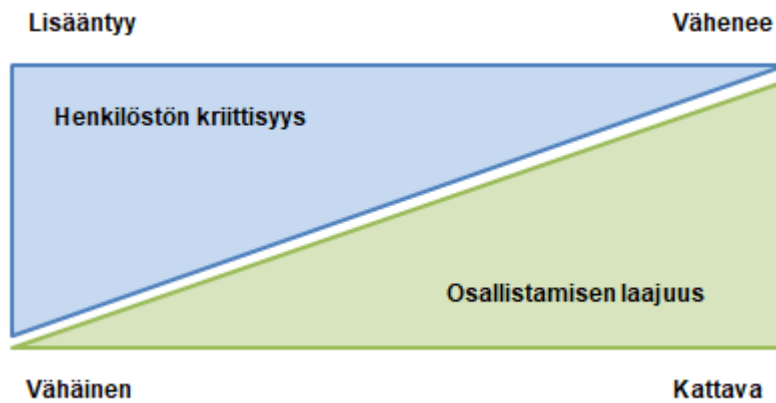 Lisääntyy
Vähenee
Henkilöstön kriittisyys
Osallistamisen laajuus
Vähäinen
Kattava